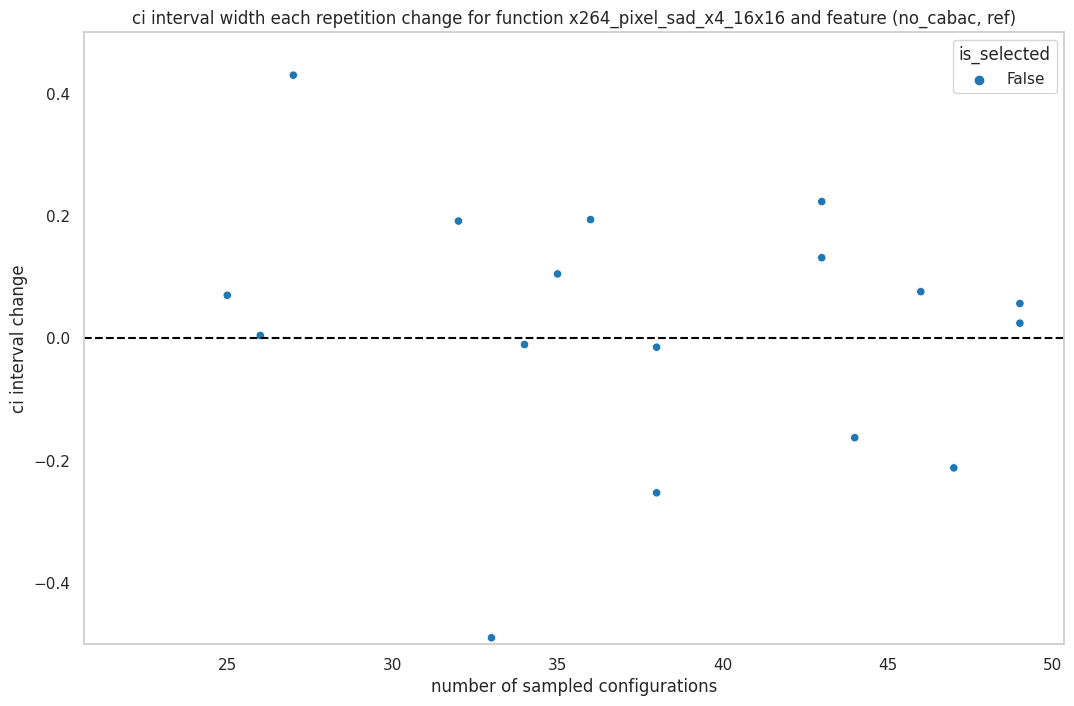 ci interval width each repetition change for function x264_pixel_sad_x4_16x16 and feature (no_cabac, ref)
is_selected
False
ci interval change
0.4
0.2
0.0
−0.2
−0.4
25
30
35
40
45
50
number of sampled configurations